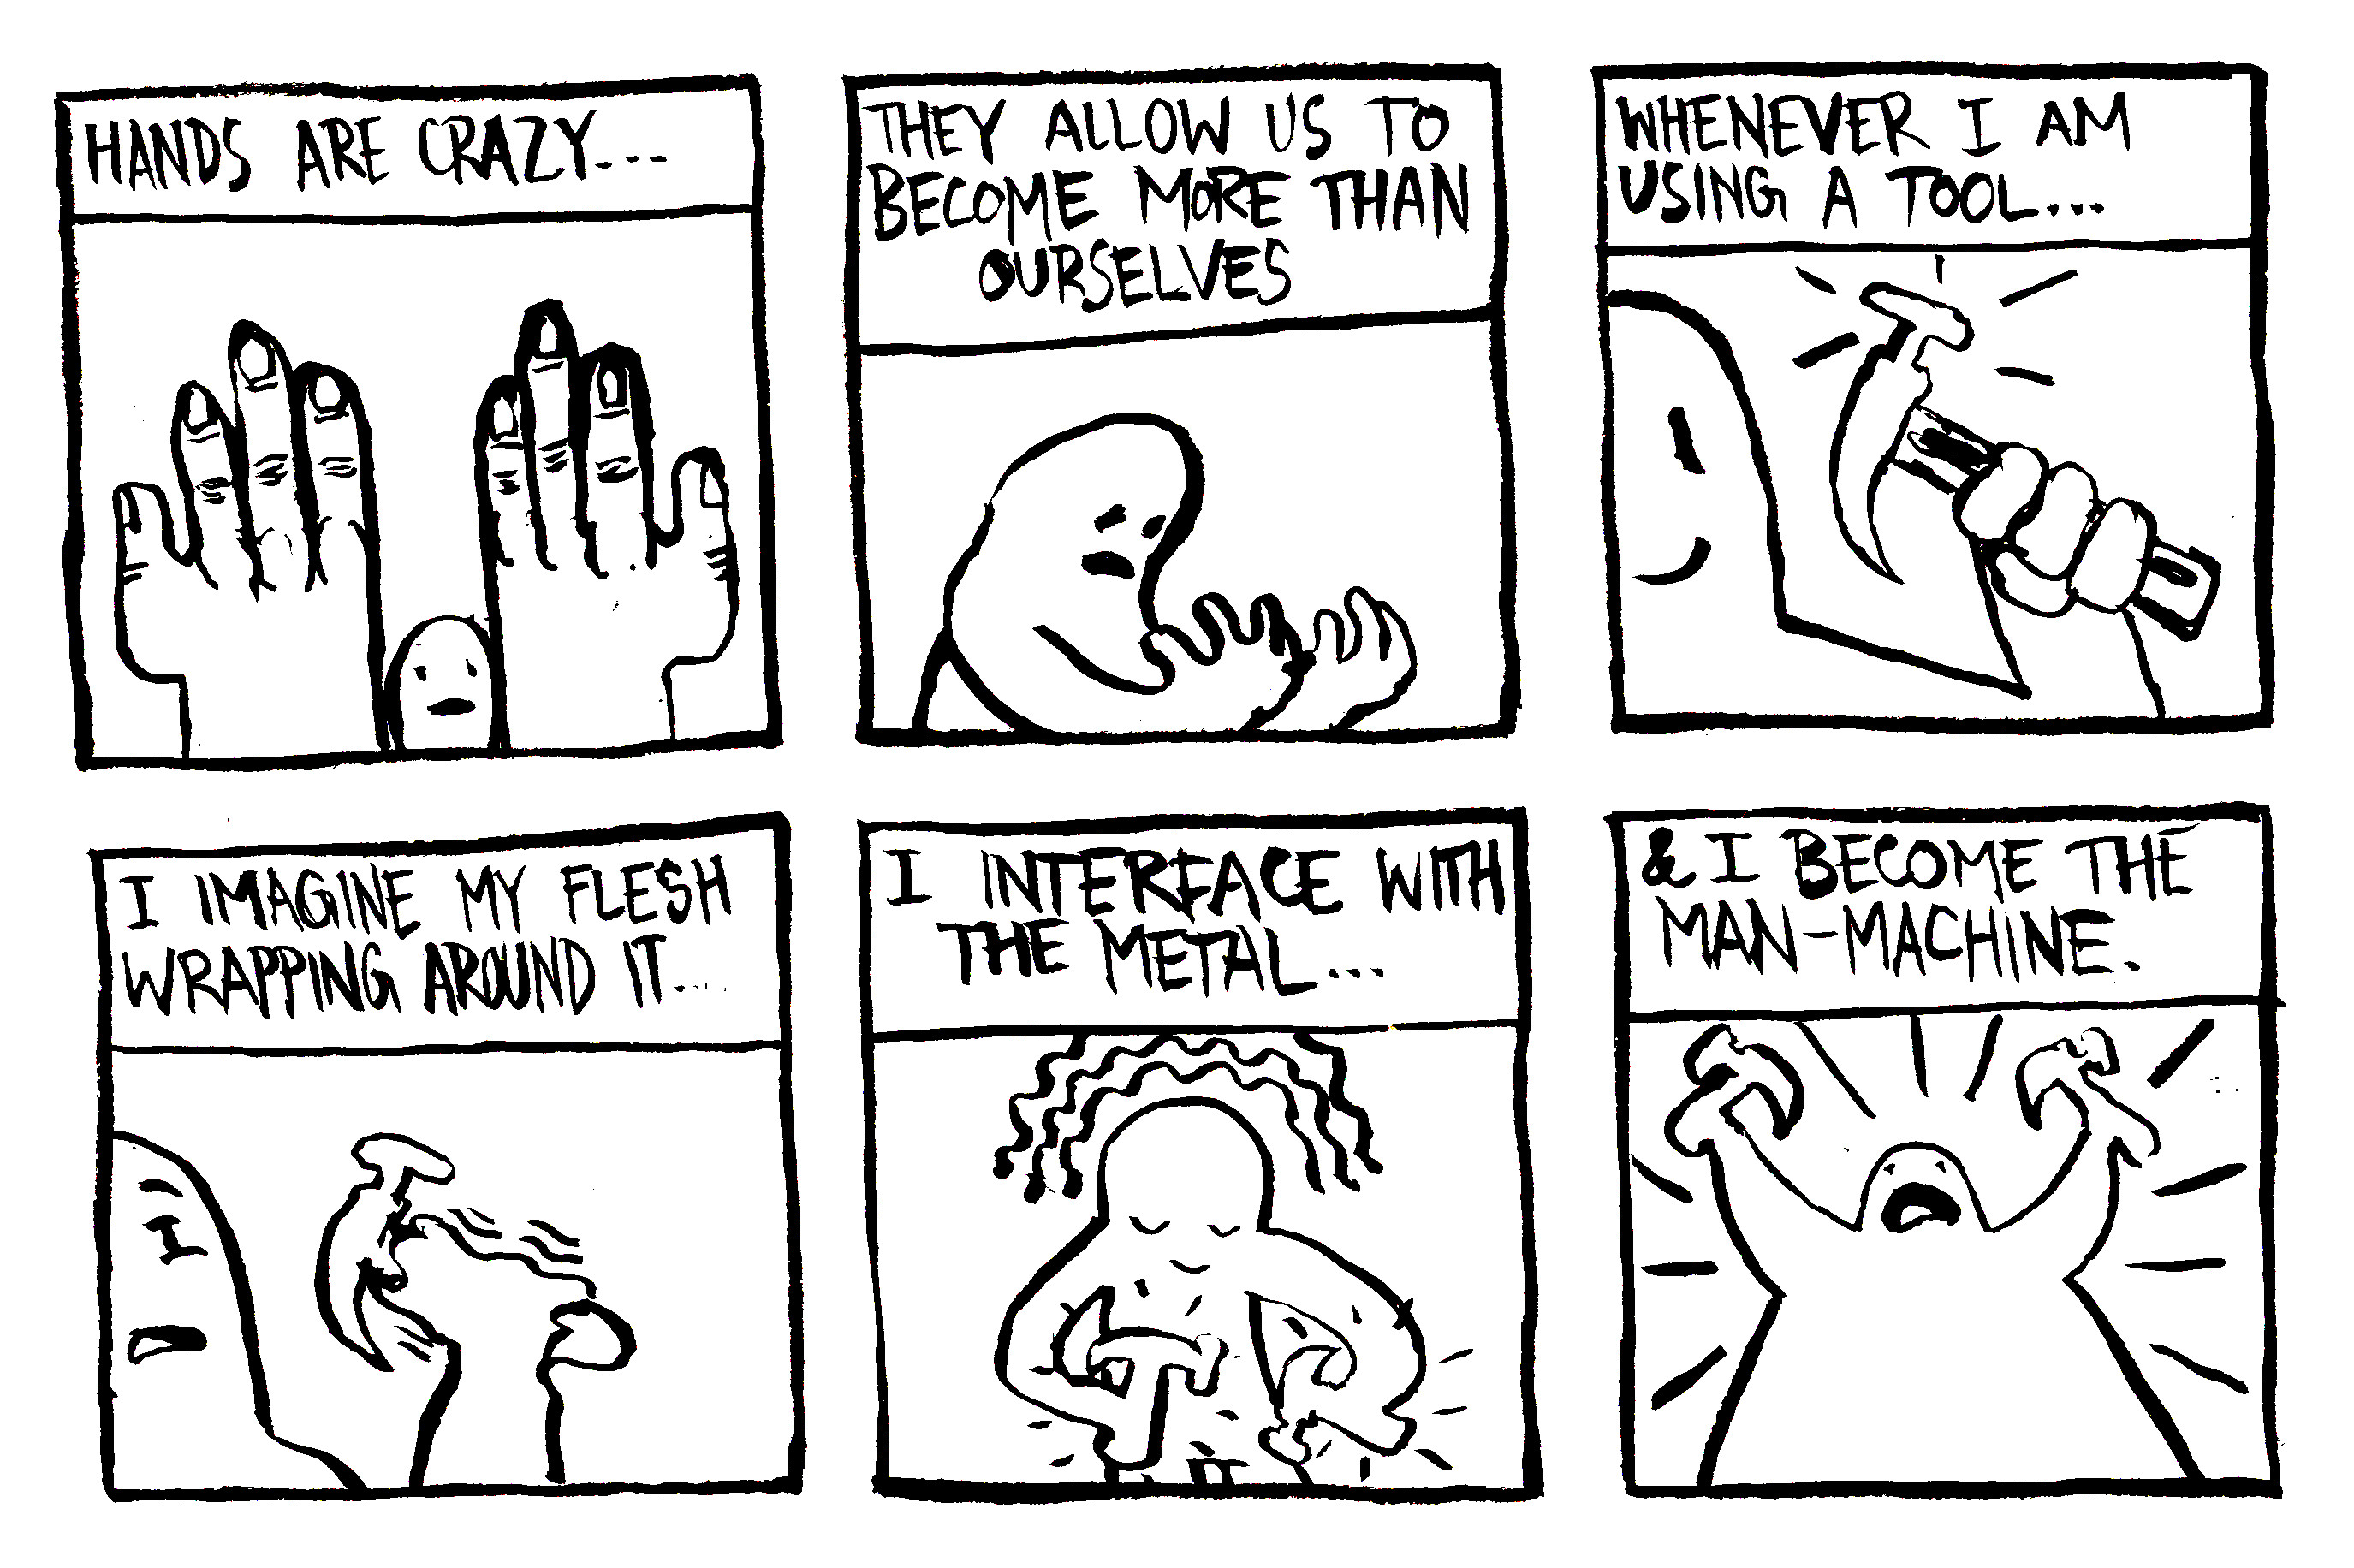 HANDS ARE CRAZY...
THEY ALLOW US TO
BECOME MORE THAN
OURSELVES
WHENEVER I AM
USING A TOOL...
I IMAGINE MY FLESH
WRAPPING AROUND IT....
I INTERFACE WITH
THE METAL...
& I BECOME THE
MAN-MACHINE.